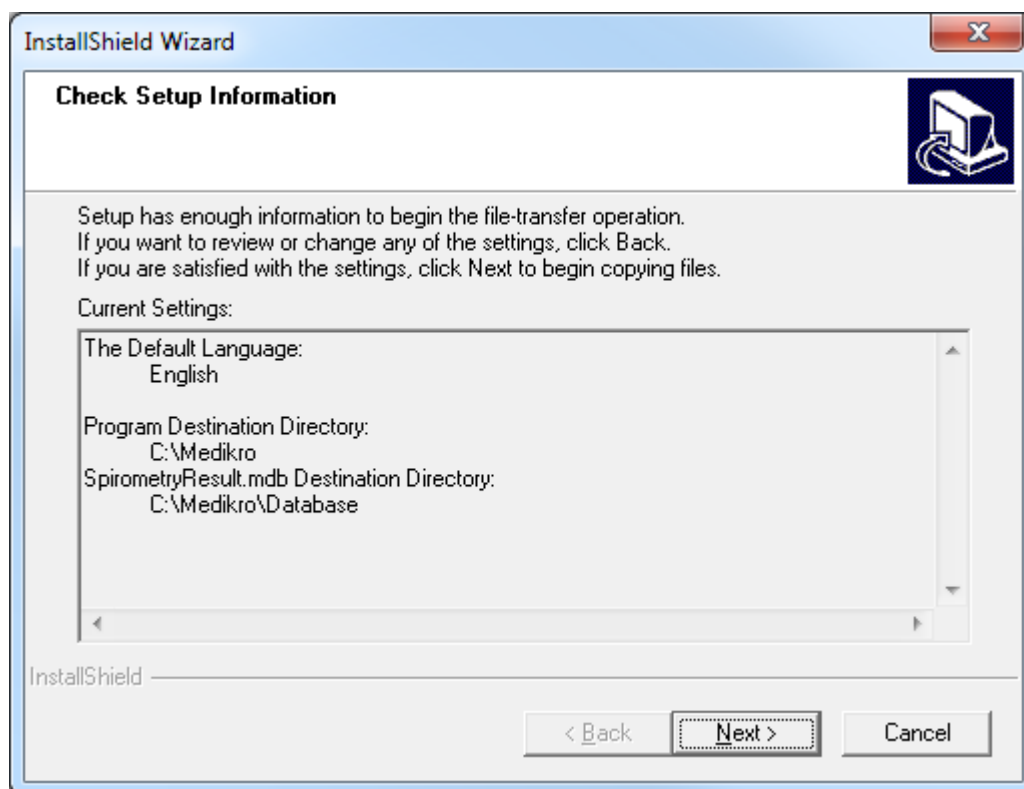 InstallShield Wizard
Check Setup Information
Setup has enough information to begin the file-transfer operation.
If you want to review or change any of the settings, click Back.
If you are satisfied with the settings, click Next to begin copying files.
Current Settings:
The Default Language:
English
Program Destination Directory:
C:\Medikro
SpirometryResult.mdb Destination Directory:
C:\Medikro\Database
InstallShield
< Back
Next >
Cancel